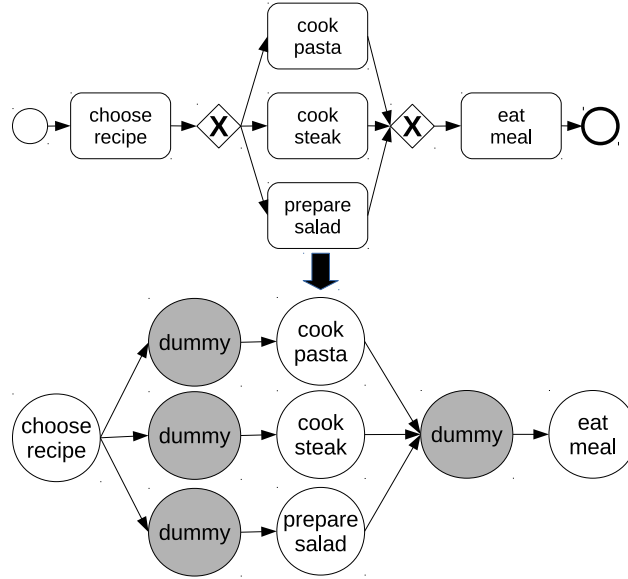 cook
pasta
choose
recipe
X
cook
steak
X
eat
meal
prepare
salad
dummy
cook
pasta
choose
recipe
dummy
cook
steak
dummy
eat
meal
dummy
prepare
salad